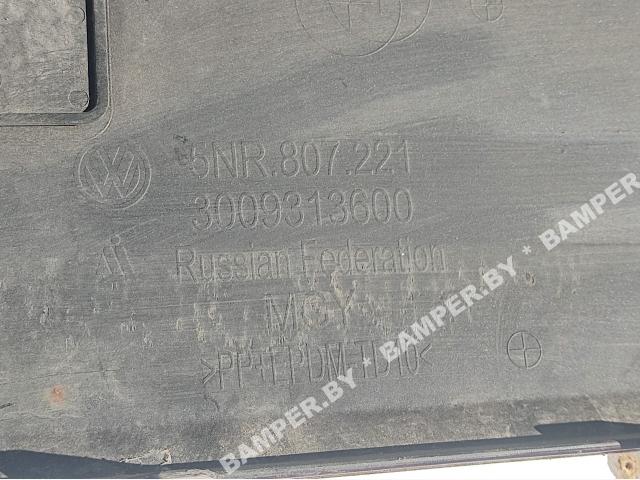 5NR.807.221
3009313600
Russian Federation
>PP+EPDM-TD10<
BAMPER.BY * BAMPER.BY * BAMPER